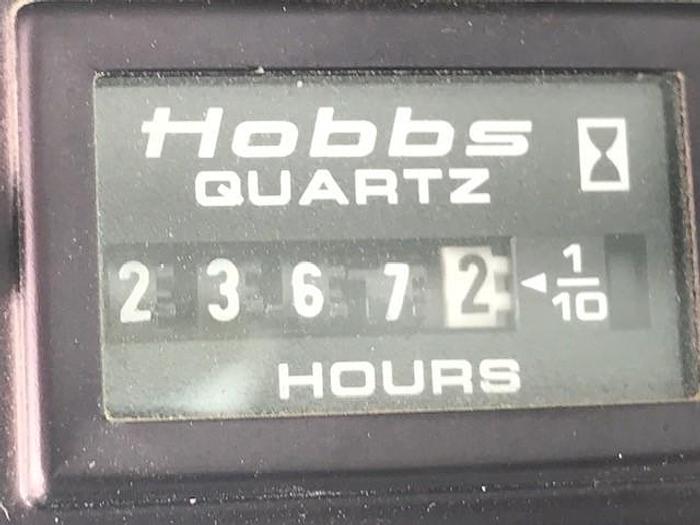 Hobbs
QUARTZ
2 3 6 7 2 ◄ 1/10
HOURS